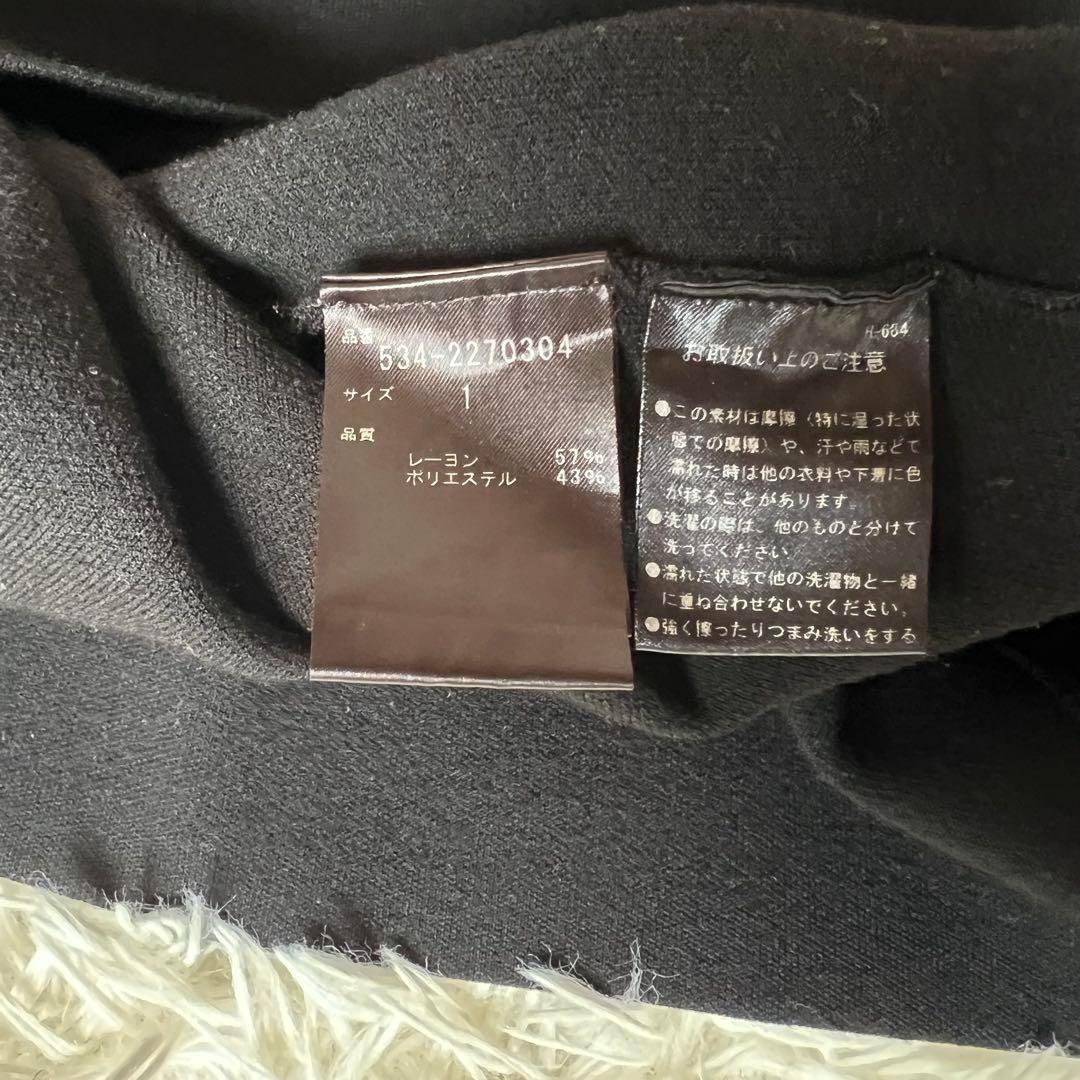 品番
534-2270304
サイズ 1
品質
レーヨン 57%
ポリエステル 43%
H-684
お取扱い上のご注意
●この素材は摩擦(特に湿った状
態での摩擦)や、汗や雨などで
濡れた時は他の衣料や下着に色
が移ることがあります。
●洗濯の際は、他のものと分けて
洗ってください。
●濡れた状態で他の洗濯物と一緒
に重ね合わせないでください。
●強く擦ったりつまみ洗いをする